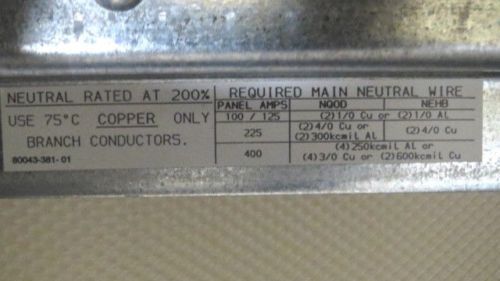 NEUTRAL RATED AT 200%
USE 75°C COPPER ONLY
BRANCH CONDUCTORS.
80043-381-01
REQUIRED MAIN NEUTRAL WIRE
PANEL AMPS NQOD NEHB
100 / 125 (2)1/0 Cu or (2)1/0 AL
225 (2)4/0 Cu or (2)300kcmil AL (2)4/0 Cu
400 (4)250kcmil AL or
(4)3/0 Cu or (2)600kcmiL Cu